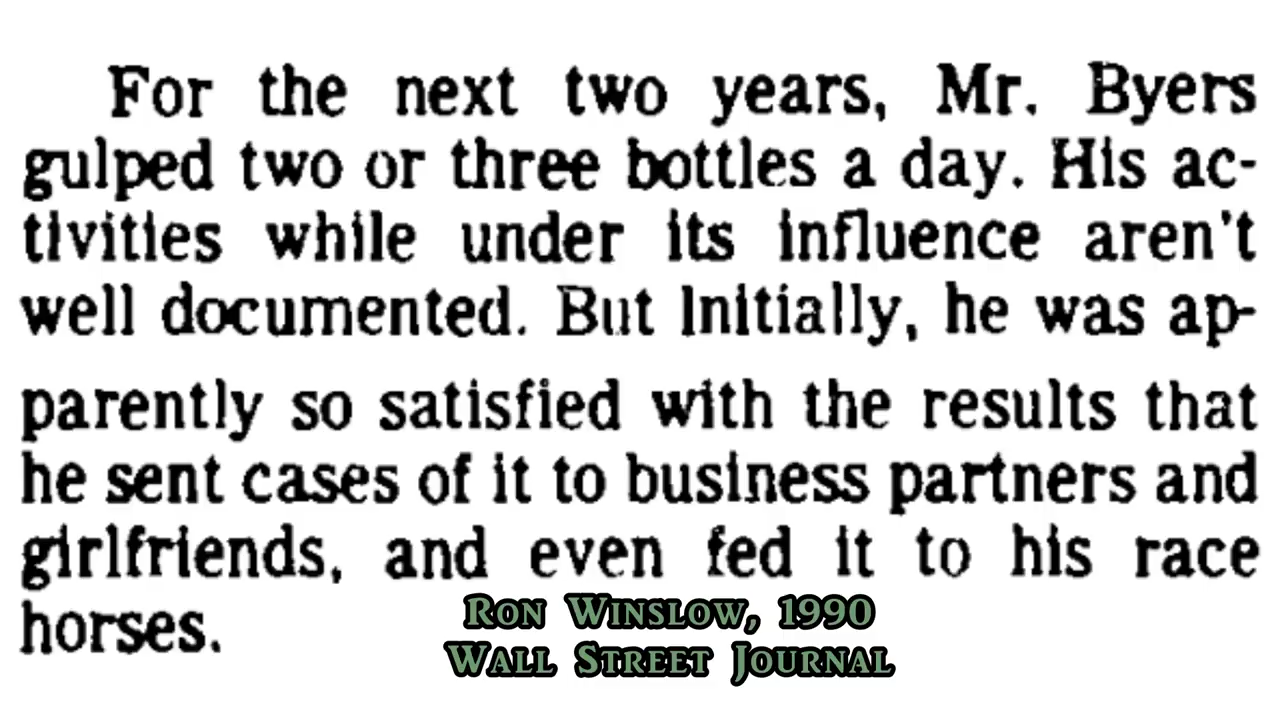 For the next two years, Mr. Byers
gulped two or three bottles a day. His ac-
tivities while under its influence aren't
well documented. But initially, he was ap-
parently so satisfied with the results that
he sent cases of it to business partners and
girlfriends, and even fed it to his race
horses.
Ron Winslow, 1990
Wall Street Journal